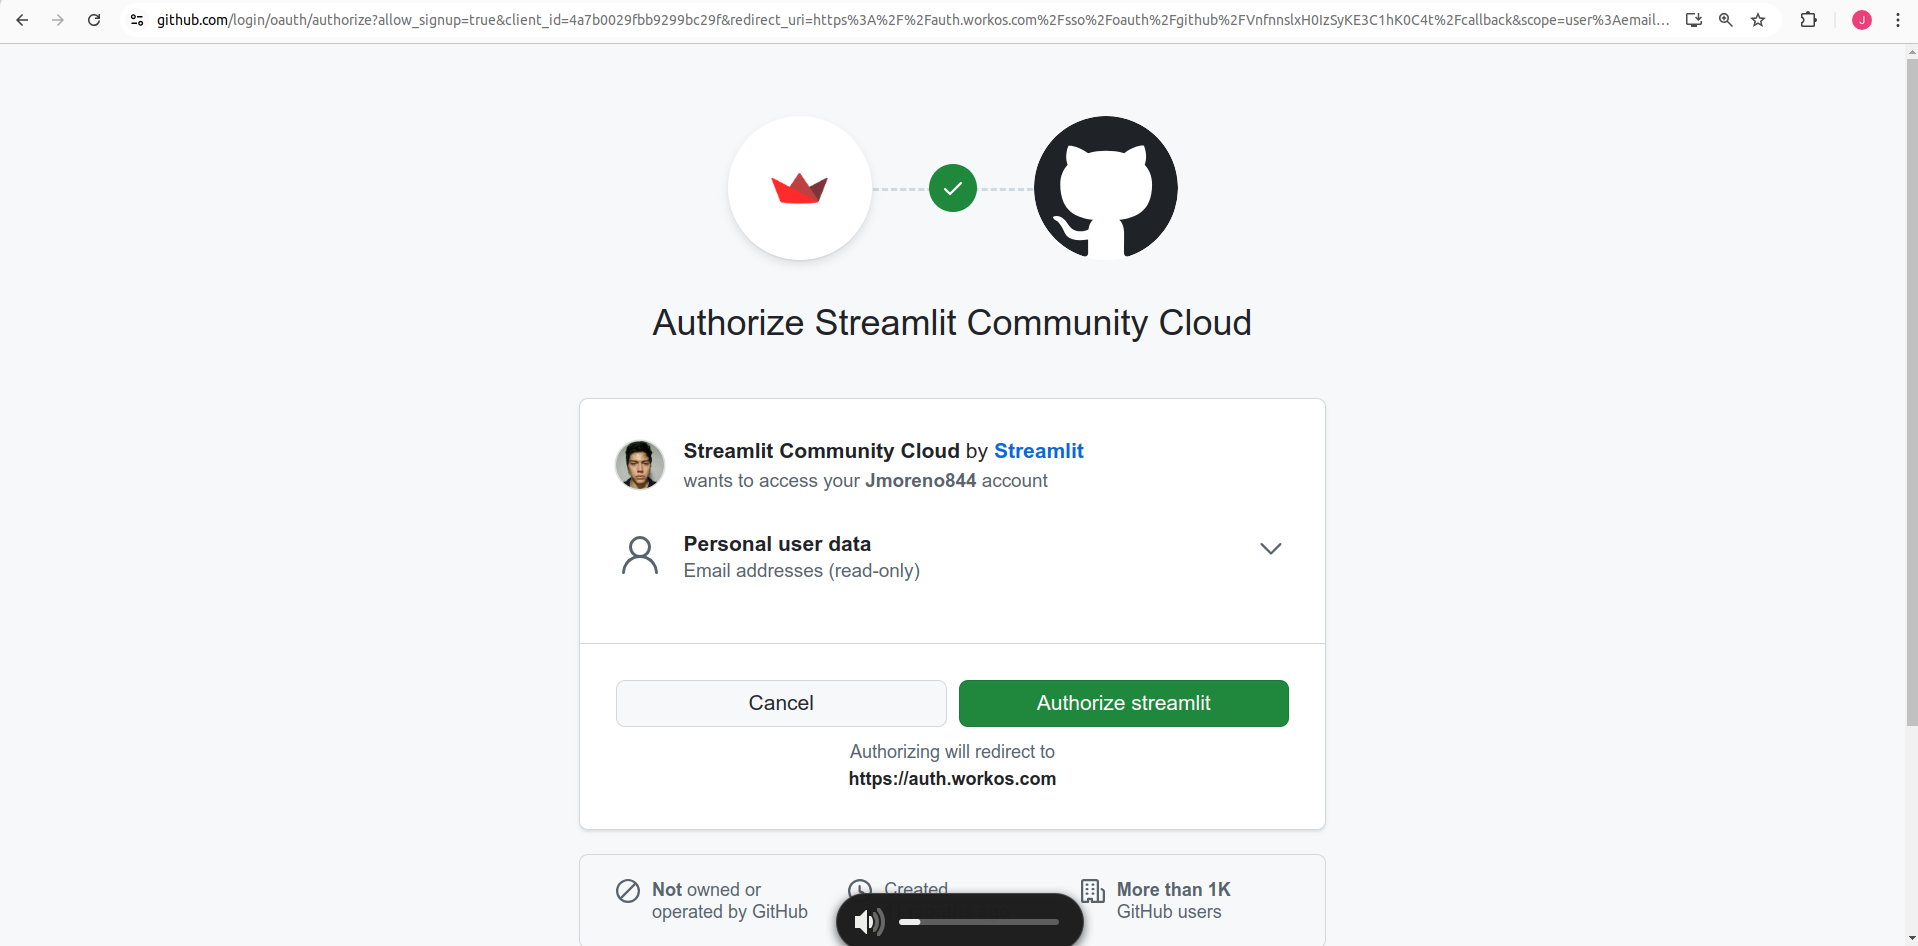 github.com/login/oauth/authorize?allow_signup=true&client_id=4a7b0029fbb9299bc29f&redirect_uri=https%3A%2F%2Fauth.workos.com%2Fsso%2Foauth%2Fgithub%2FVnfnnslxH0IzSyKE3C1hK0C4t%2Fcallback&scope=user%3Aemail...
J
Authorize Streamlit Community Cloud
Streamlit Community Cloud by Streamlit
wants to access your Jmoreno844 account
Personal user data
Email addresses (read-only)
Cancel
Authorize streamlit
Authorizing will redirect to
https://auth.workos.com
Not owned or
operated by GitHub
Created
More than 1K
GitHub users